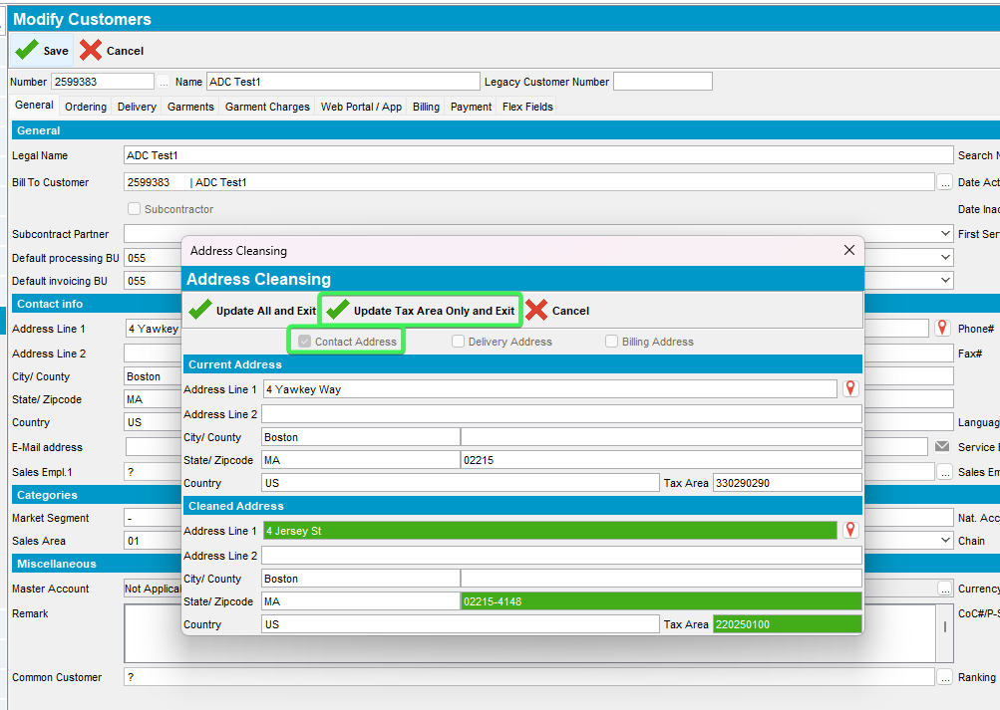 Modify Customers
Save Cancel
Number 2599383 ... Name ADC Test1 Legacy Customer Number
General Ordering Delivery Garments Garment Charges Web Portal / App Billing Payment Flex Fields
General
Legal Name ADC Test1 Search N
Bill To Customer 2599383 | ADC Test1 ... Date Act
Subcontractor Date Inac
Subcontract Partner First Ser
Default processing BU 055
Default invoicing BU 055
Contact info
Address Line 1 4 Yawkey Phone#
Address Line 2 Fax#
City/ County Boston
State/ Zipcode MA
Country US Languag
E-Mail address Service E
Sales Empl.1 ? ... Sales Em
Categories
Market Segment - Nat. Acc
Sales Area 01 Chain
Miscellaneous
Master Account Not Applica ... Currency
Remark CoC#/P-S
Common Customer ? ... Ranking
Address Cleansing
Address Cleansing
Update All and Exit Update Tax Area Only and Exit Cancel
Contact Address Delivery Address Billing Address
Current Address
Address Line 1 4 Yawkey Way
Address Line 2
City/ County Boston
State/ Zipcode MA 02215
Country US Tax Area 330290290
Cleaned Address
Address Line 1 4 Jersey St
Address Line 2
City/ County Boston
State/ Zipcode MA 02215-4148
Country US Tax Area 220250100